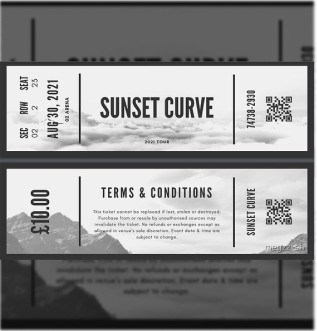 SEC 02 ROW 2 SEAT 23
AUG 30, 2021
O2 ARENA
SUNSET CURVE
2021 TOUR
74738-2930
£10.00
TERMS & CONDITIONS
This ticket cannot be replaced if lost, stolen or destroyed.
Purchase from or resale by unauthorised sources may
invalidate the ticket. No refunds or exchanges except as
allowed in venue's sole discretion. Event date & time are
subject to change.
SUNSET CURVE